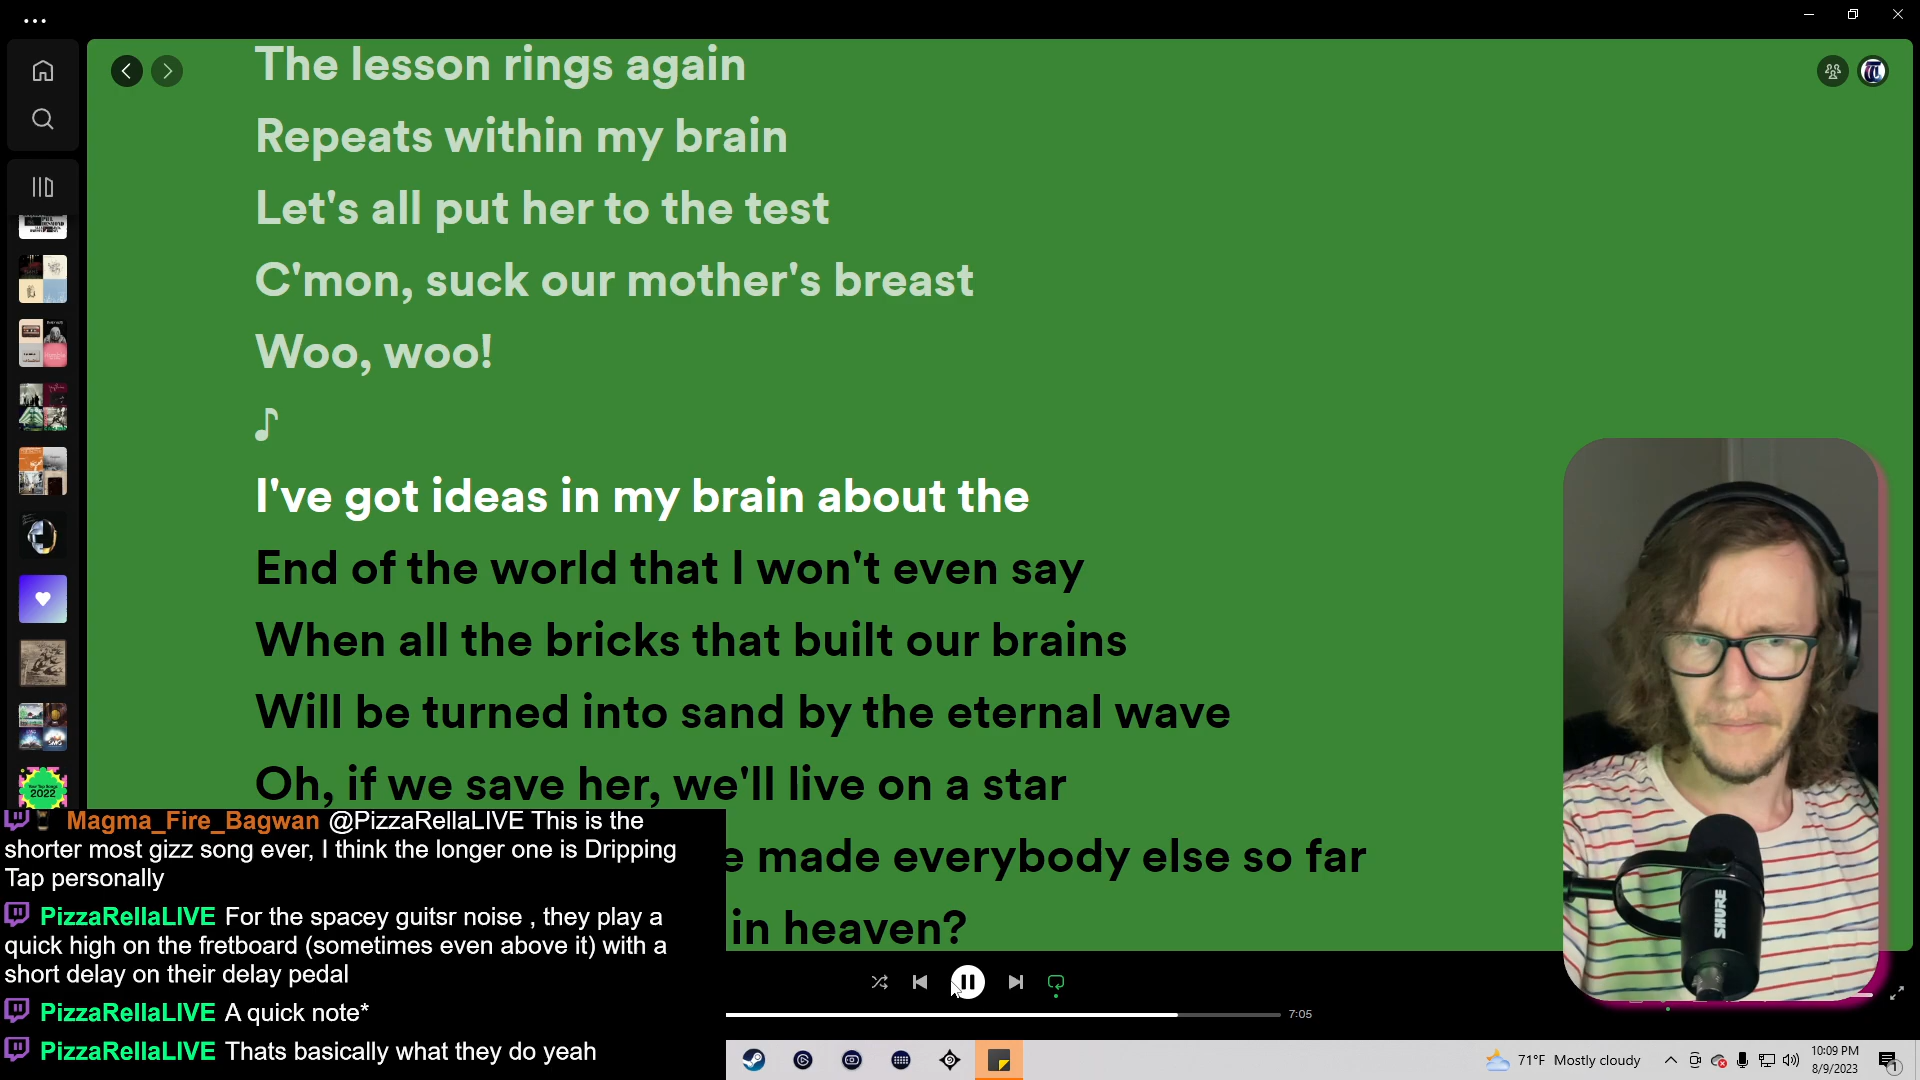 The lesson rings again
Repeats within my brain
Let's all put her to the test
C'mon, suck our mother's breast
Woo, woo!
♪
I've got ideas in my brain about the
End of the world that I won't even say
When all the bricks that built our brains
Will be turned into sand by the eternal wave
Oh, if we save her, we'll live on a star
e made everybody else so far
in heaven?
2022
Magma_Fire_Bagwan @PizzaRellaLIVE This is the
shorter most gizz song ever, I think the longer one is Dripping
Tap personally
PizzaRellaLIVE For the spacey guitsr noise , they play a
quick high on the fretboard (sometimes even above it) with a
short delay on their delay pedal
PizzaRellaLIVE A quick note*
PizzaRellaLIVE Thats basically what they do yeah
SHURE
7:05
71°F Mostly cloudy
10:09 PM
8/9/2023
1